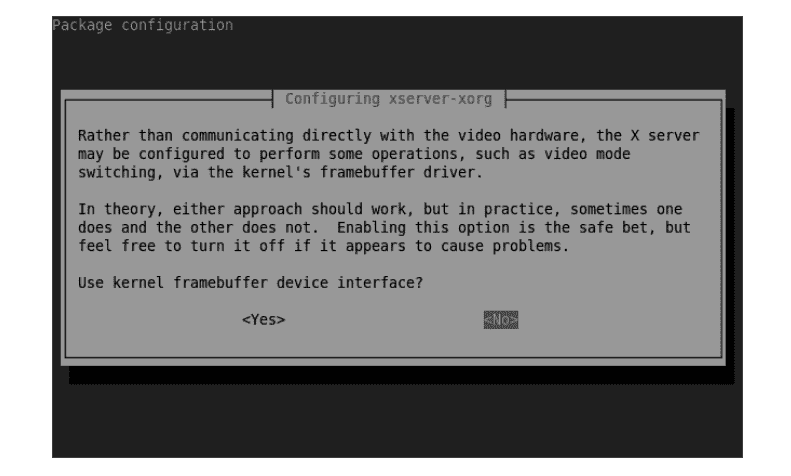 Package configuration
Configuring xserver-xorg
Rather than communicating directly with the video hardware, the X server
may be configured to perform some operations, such as video mode
switching, via the kernel's framebuffer driver.
In theory, either approach should work, but in practice, sometimes one
does and the other does not.  Enabling this option is the safe bet, but
feel free to turn it off if it appears to cause problems.
Use kernel framebuffer device interface?
<Yes> <No>